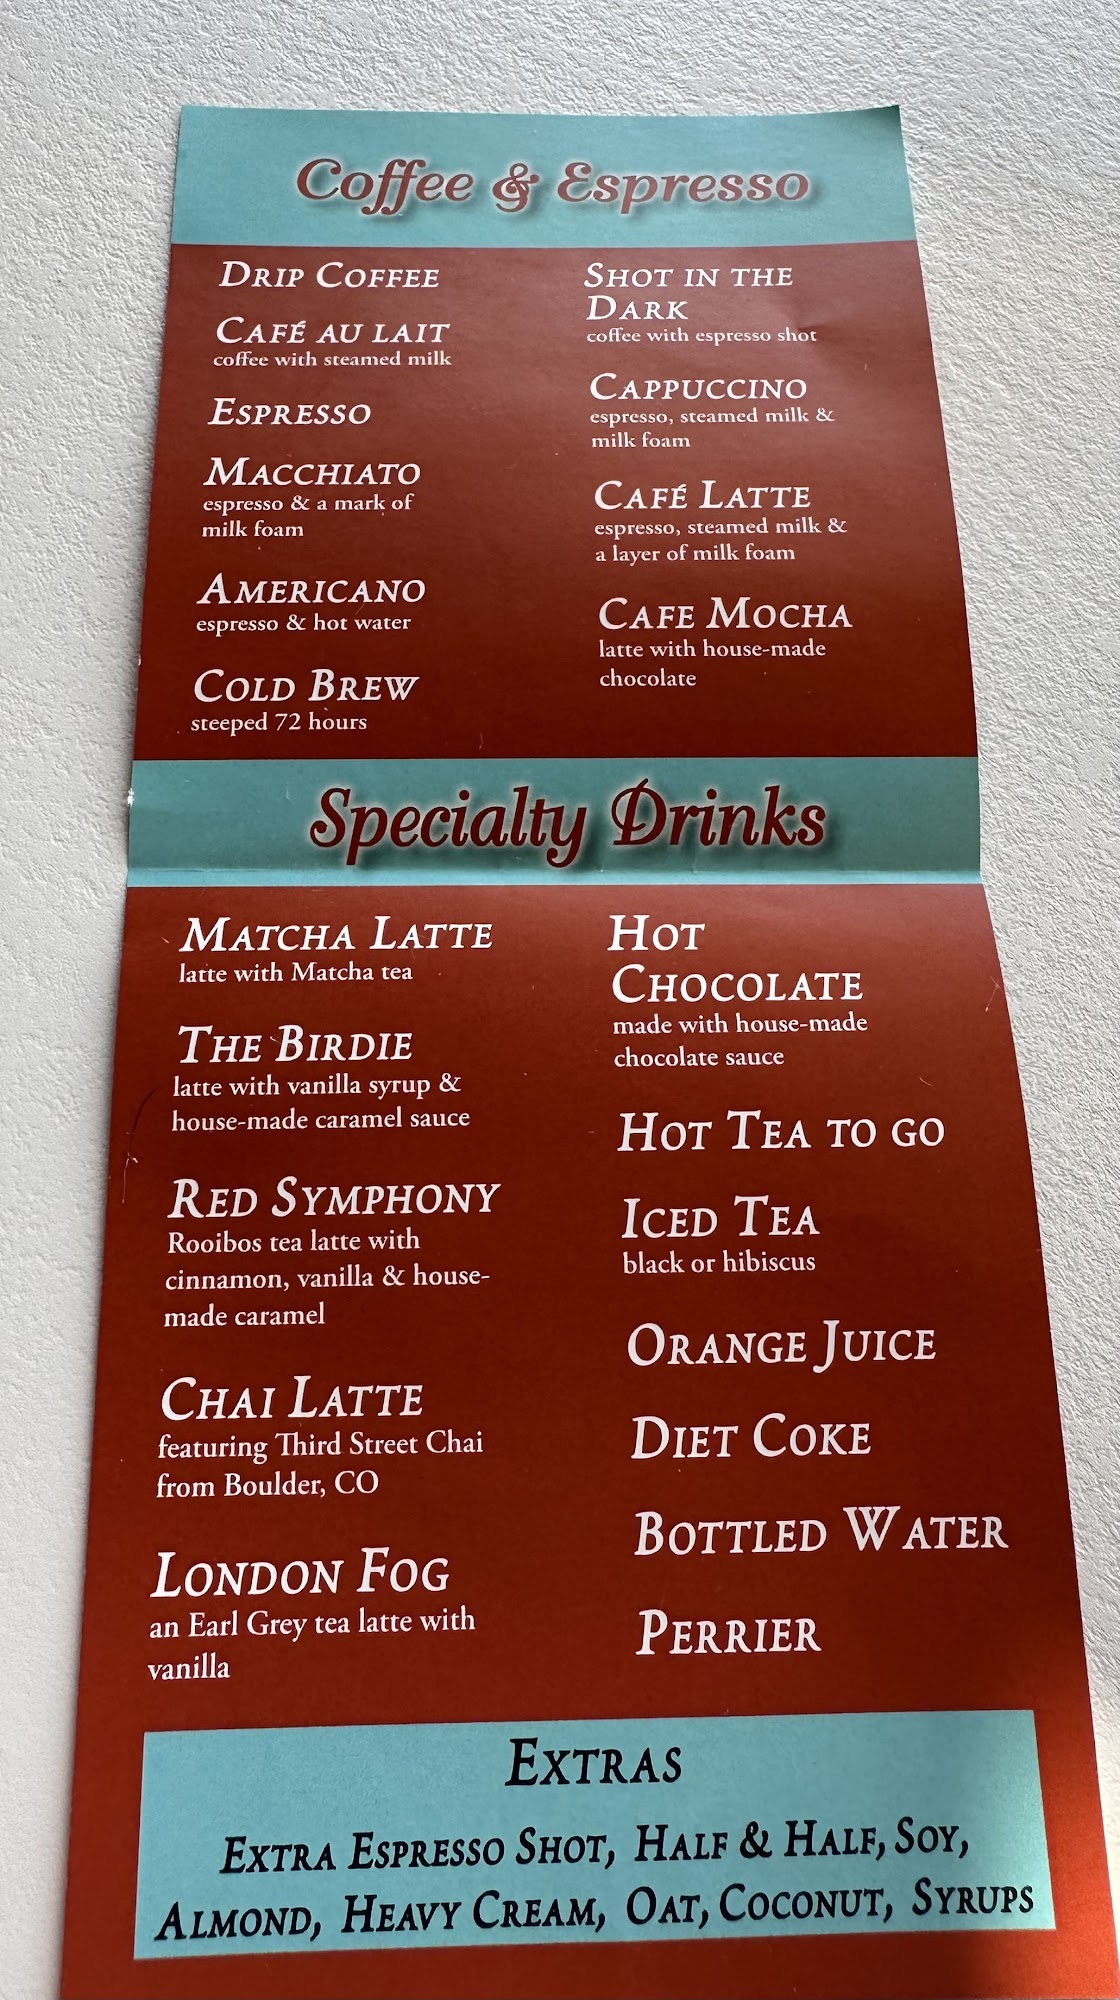 Coffee & Espresso
Drip Coffee
Café au lait
coffee with steamed milk
Espresso
Macchiato
espresso & a mark of
milk foam
Americano
espresso & hot water
Cold Brew
steeped 72 hours
Shot in the
Dark
coffee with espresso shot
Cappuccino
espresso, steamed milk &
milk foam
Café Latte
espresso, steamed milk &
a layer of milk foam
Cafe Mocha
latte with house-made
chocolate
Specialty Drinks
Matcha Latte
latte with Matcha tea
The Birdie
latte with vanilla syrup &
house-made caramel sauce
Red Symphony
Rooibos tea latte with
cinnamon, vanilla & house-
made caramel
Chai Latte
featuring Third Street Chai
from Boulder, CO
London Fog
an Earl Grey tea latte with
vanilla
Hot
Chocolate
made with house-made
chocolate sauce
Hot Tea to go
Iced Tea
black or hibiscus
Orange Juice
Diet Coke
Bottled Water
Perrier
Extras
Extra Espresso Shot, Half & Half, Soy,
Almond, Heavy Cream, Oat, Coconut, Syrups